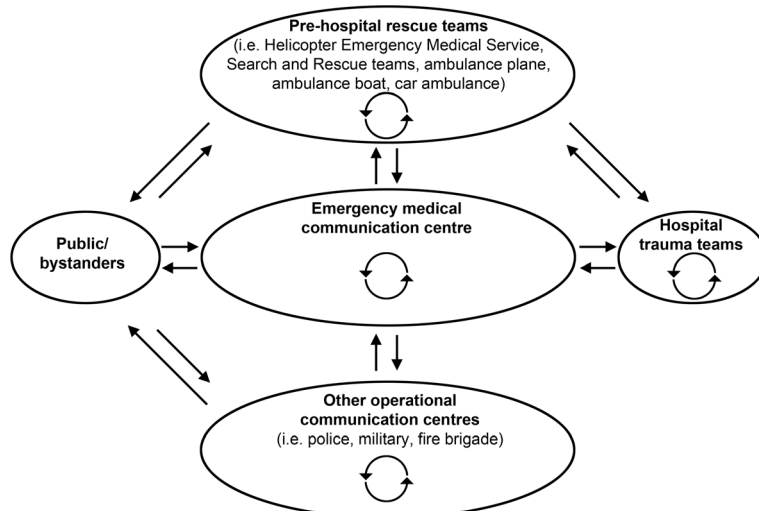 Pre-hospital rescue teams
(i.e. Helicopter Emergency Medical Service,
Search and Rescue teams, ambulance plane,
ambulance boat, car ambulance)
Public/
bystanders
Emergency medical
communication centre
Hospital
trauma teams
Other operational
communication centres
(i.e. police, military, fire brigade)